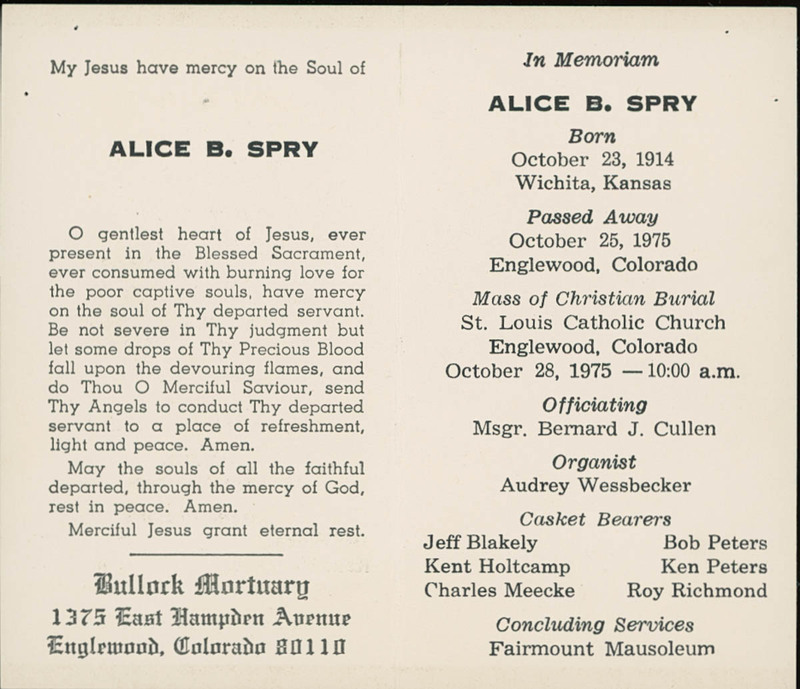 My Jesus have mercy on the Soul of
ALICE B. SPRY
O gentlest heart of Jesus, ever
present in the Blessed Sacrament,
ever consumed with burning love for
the poor captive souls, have mercy
on the soul of Thy departed servant.
Be not severe in Thy judgment but
let some drops of Thy Precious Blood
fall upon the devouring flames, and
do Thou O Merciful Saviour, send
Thy Angels to conduct Thy departed
servant to a place of refreshment,
light and peace. Amen.
May the souls of all the faithful
departed, through the mercy of God,
rest in peace. Amen.
Merciful Jesus grant eternal rest.
Bullock Mortuary
1375 East Hampden Avenue
Englewood, Colorado 80110
In Memoriam
ALICE B. SPRY
Born
October 23, 1914
Wichita, Kansas
Passed Away
October 25, 1975
Englewood, Colorado
Mass of Christian Burial
St. Louis Catholic Church
Englewood, Colorado
October 28, 1975 — 10:00 a.m.
Officiating
Msgr. Bernard J. Cullen
Organist
Audrey Wessbecker
Casket Bearers
Jeff Blakely Bob Peters
Kent Holtcamp Ken Peters
Charles Meecke Roy Richmond
Concluding Services
Fairmount Mausoleum